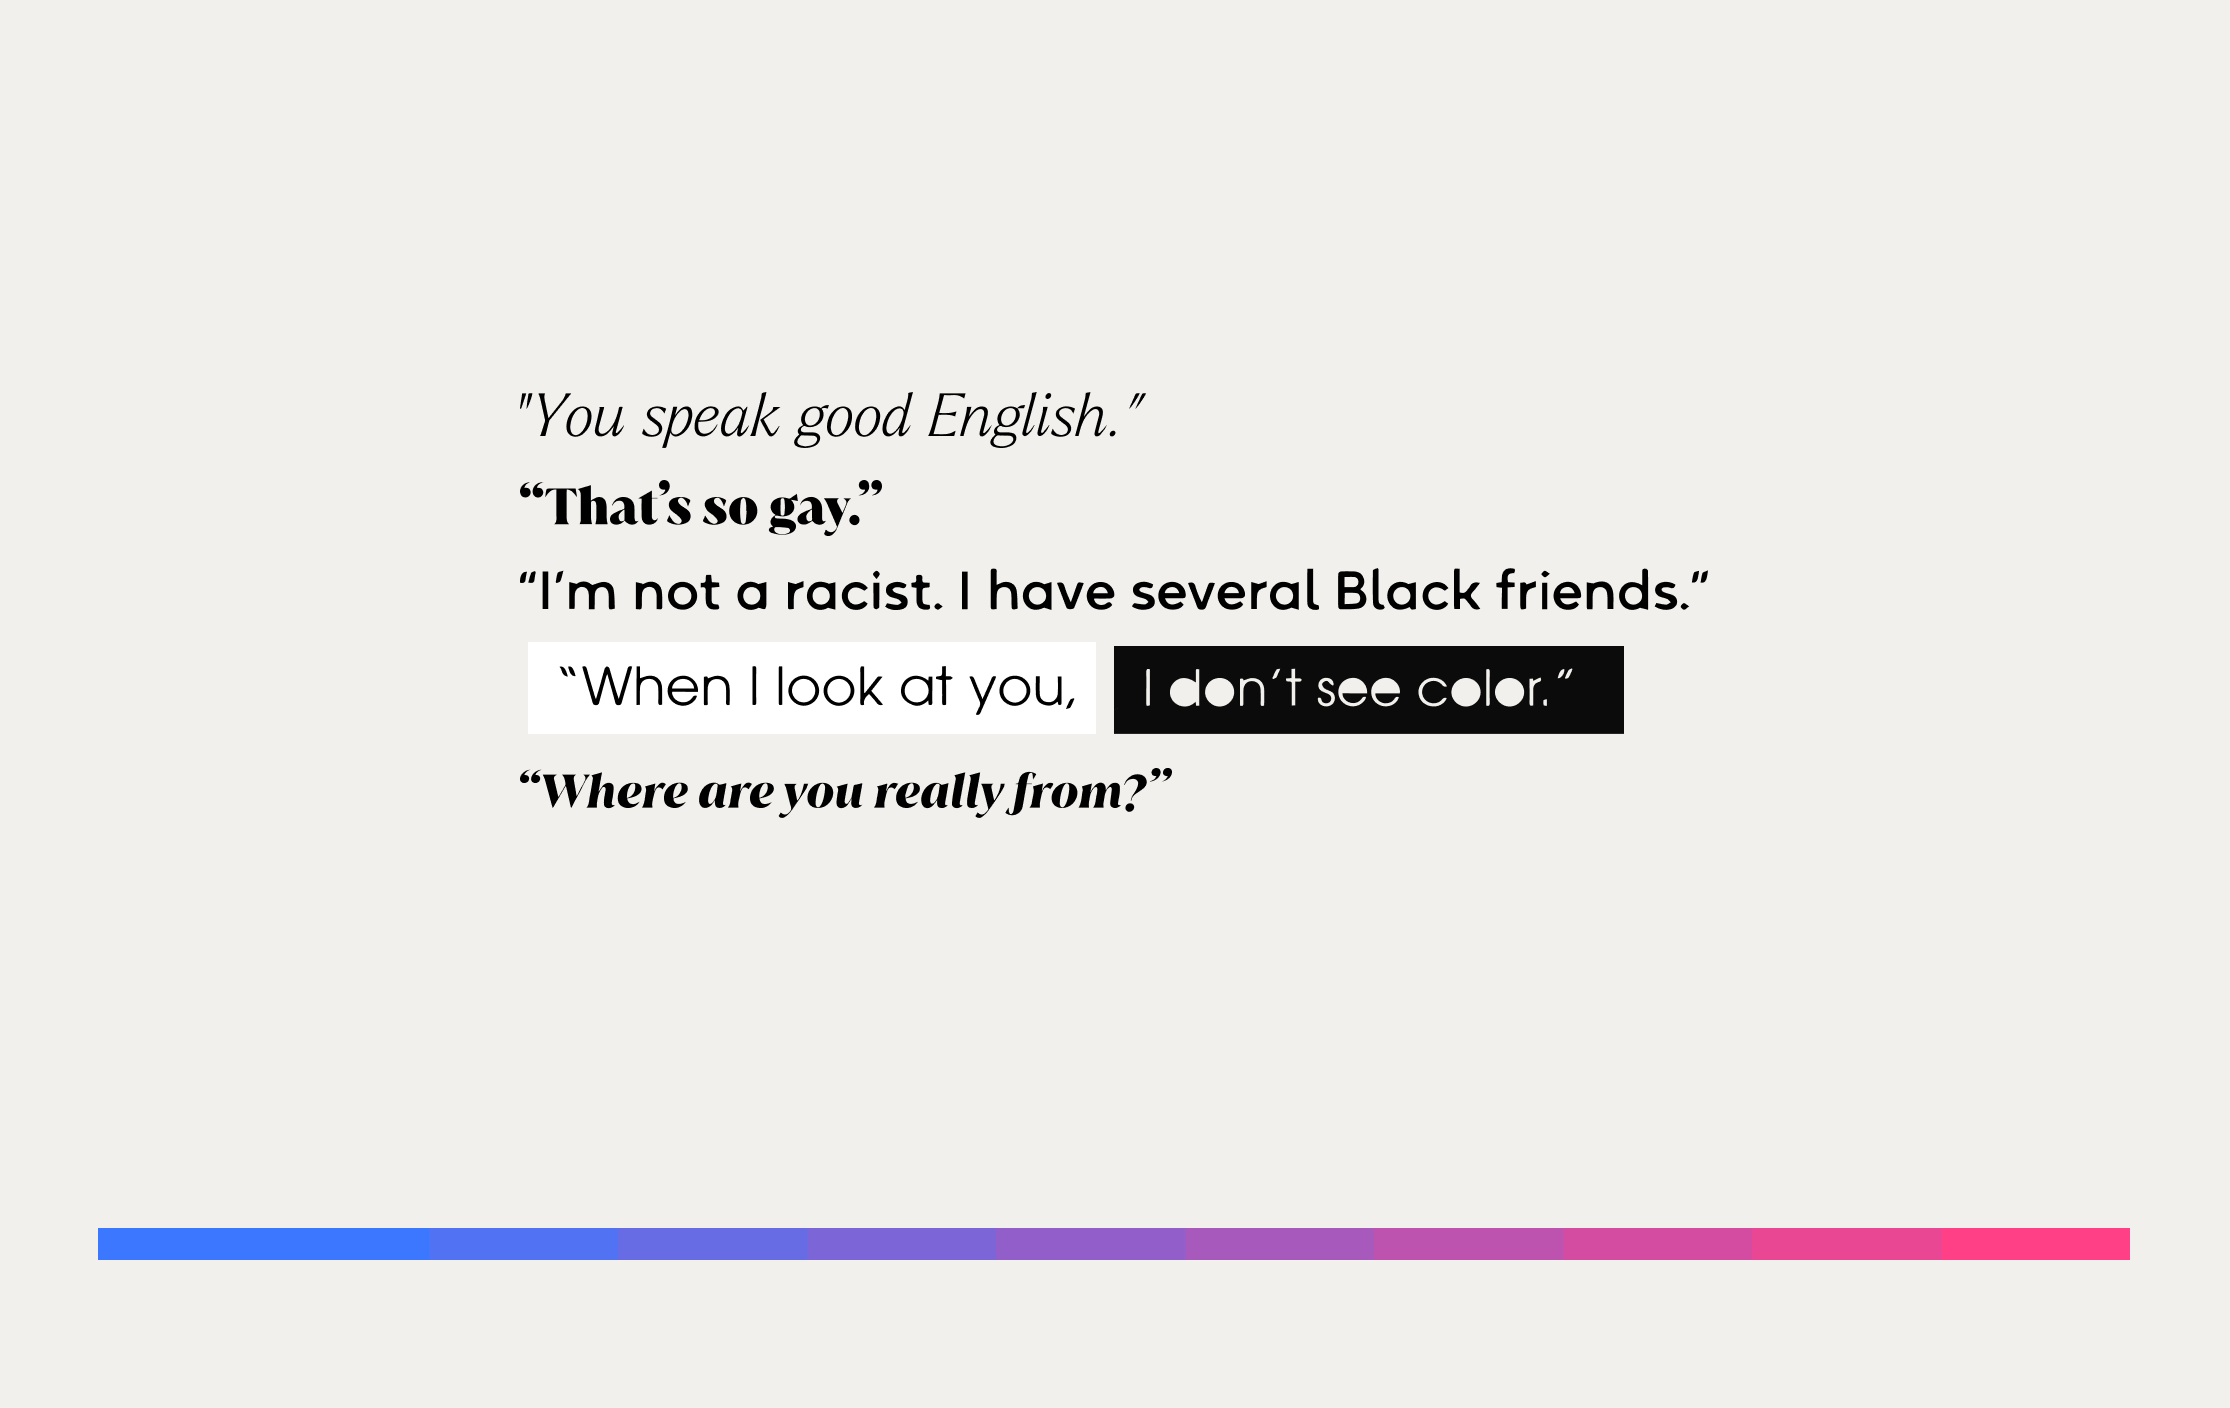 "You speak good English.”
“That’s so gay.”
“I’m not a racist. I have several Black friends.”
“When I look at you, I don’t see color.”
“Where are you really from?”